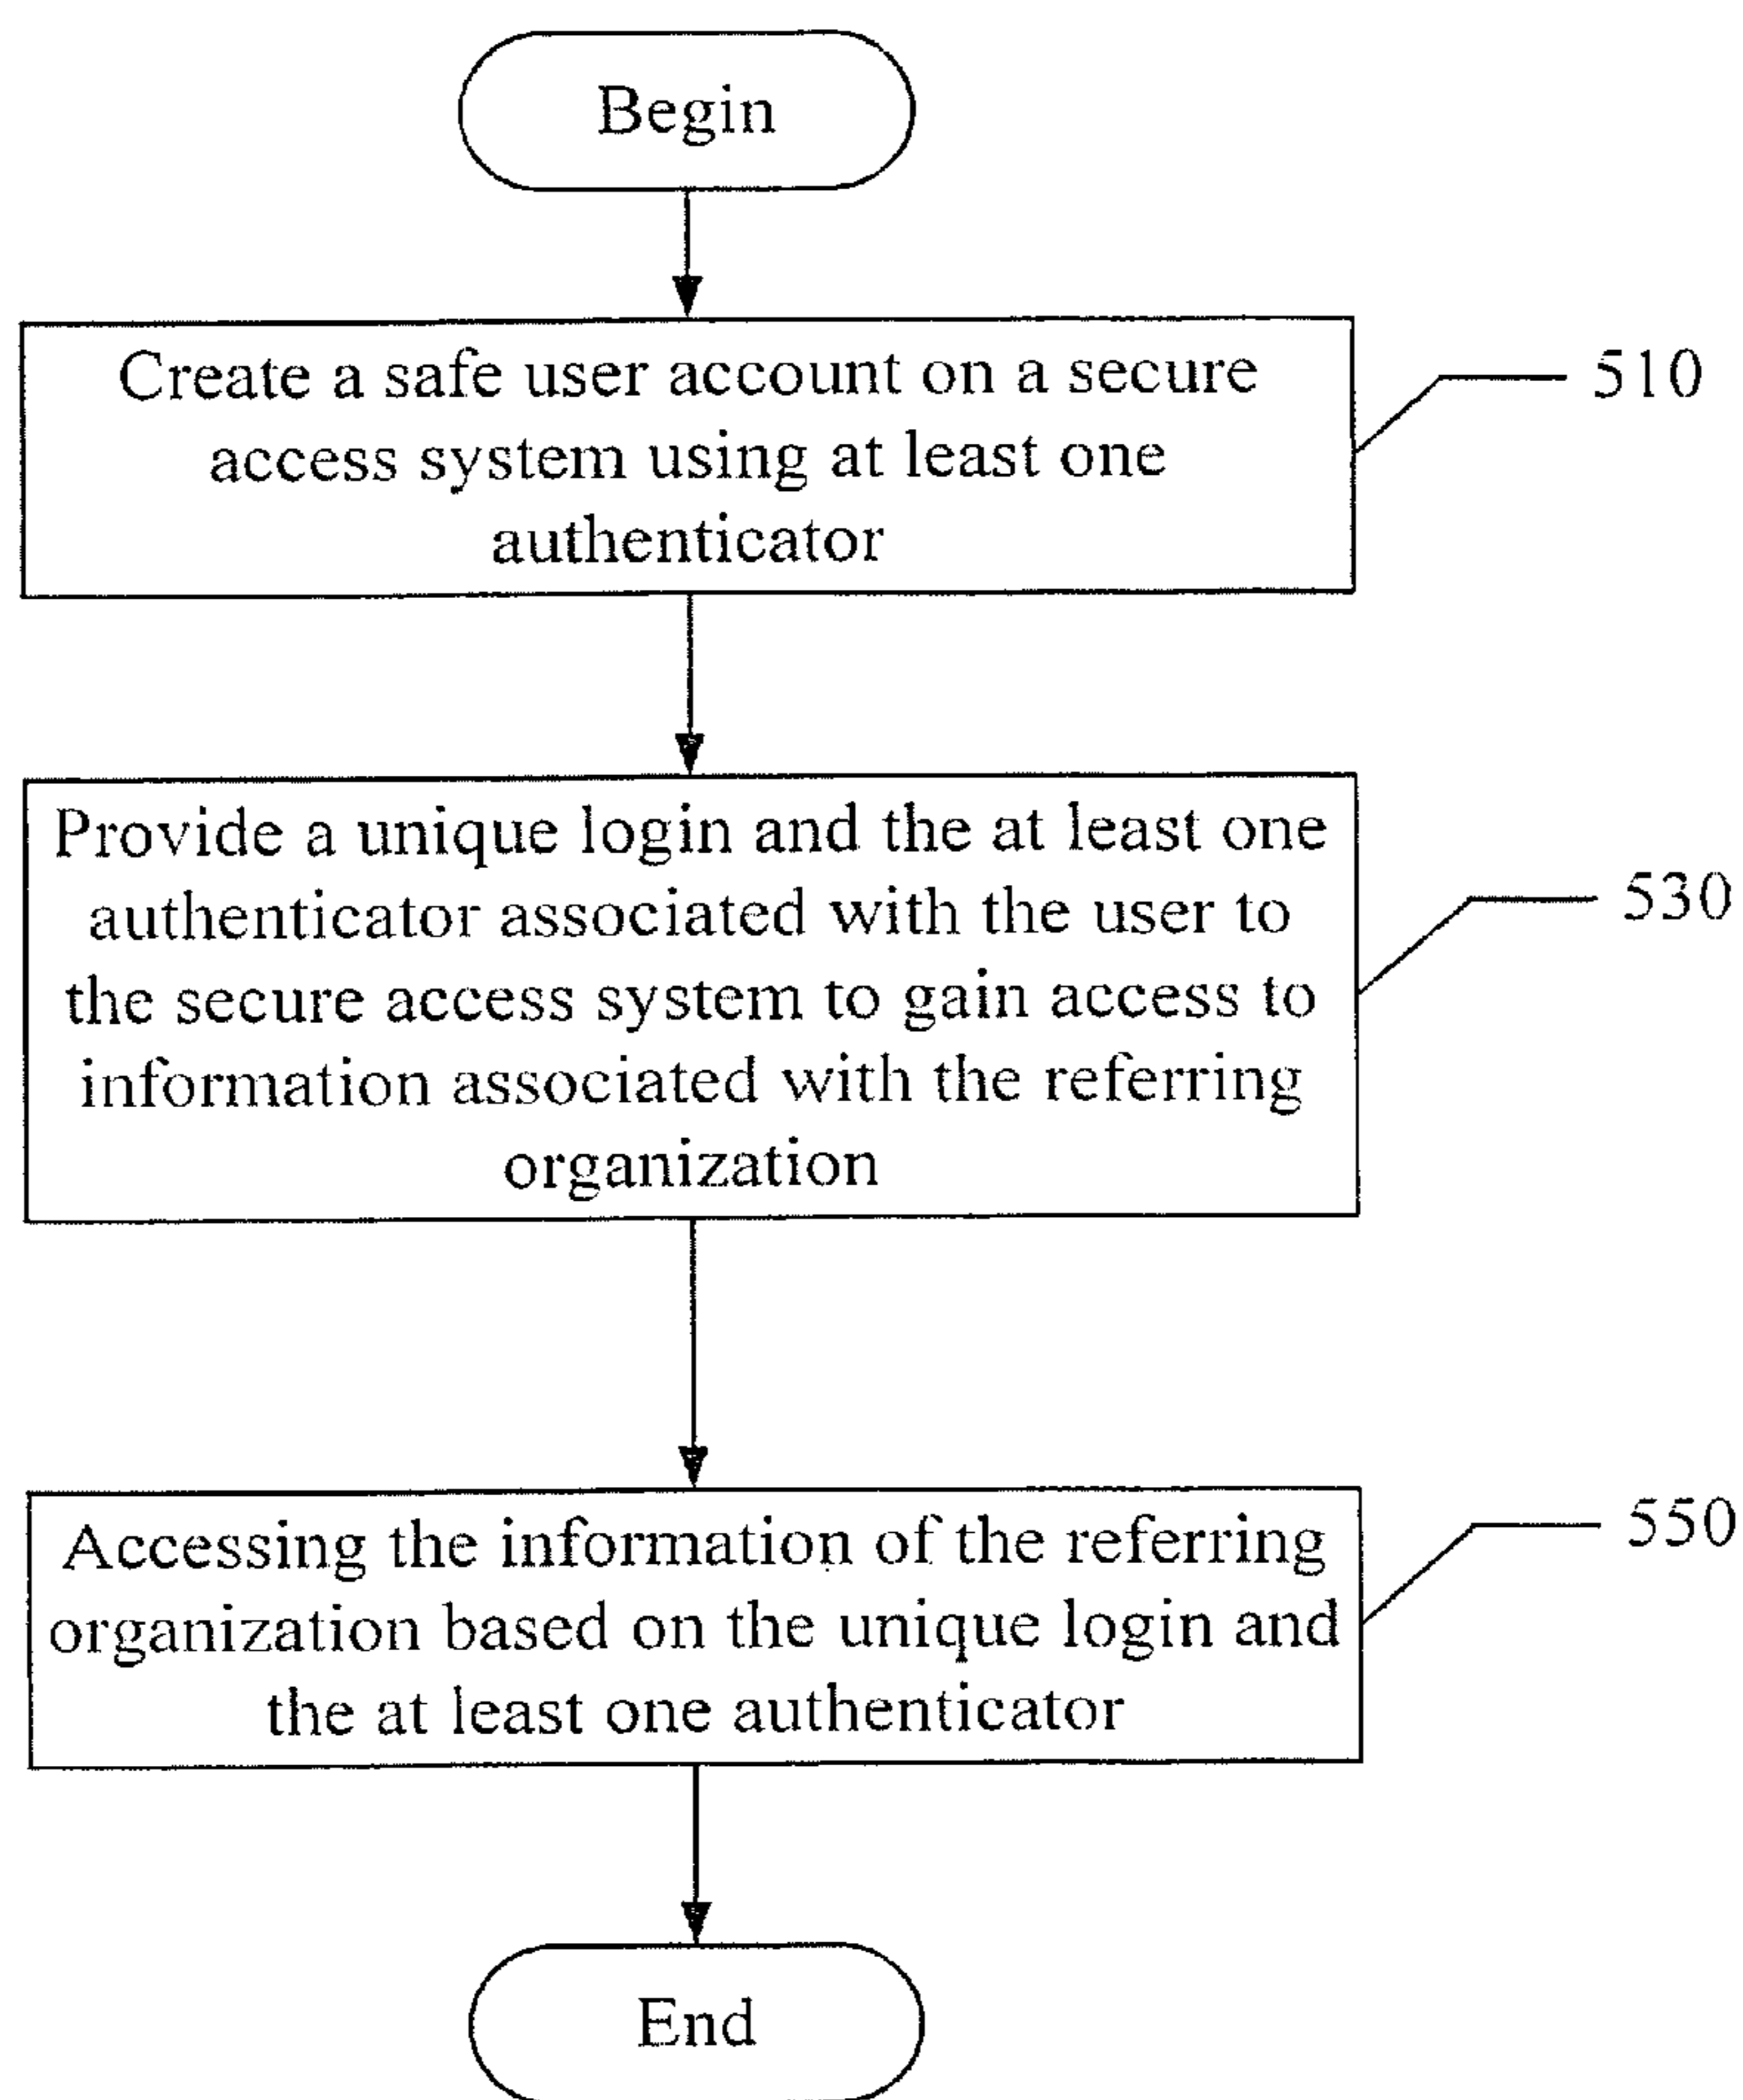 Begin
Create a safe user account on a secure
access system using at least one
authenticator
510
Provide a unique login and the at least one
authenticator associated with the user to
the secure access system to gain access to
information associated with the referring
organization
530
Accessing the information of the referring
organization based on the unique login and
the at least one authenticator
550
End